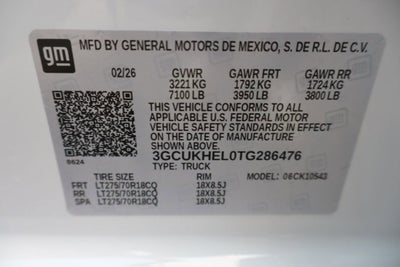 gm
MFD BY GENERAL MOTORS DE MEXICO, S. DE R.L. DE C.V.
02/26 GVWR GAWR FRT GAWR RR
3221 KG 1792 KG 1724 KG
7100 LB 3950 LB 3800 LB
THIS VEHICLE CONFORMS TO ALL
APPLICABLE U.S. FEDERAL MOTOR
VEHICLE SAFETY STANDARDS IN
EFFECT ON THE DATE OF
MANUFACTURE SHOWN ABOVE.
3GCUKHEL0TG286476
8624 TYPE: TRUCK MODEL: 06CK10543
TIRE SIZE RIM
FRT LT275/70R18CQ 18X8.5J
RR LT275/70R18CQ 18X8.5J
SPA LT275/70R18CQ 18X8.5J